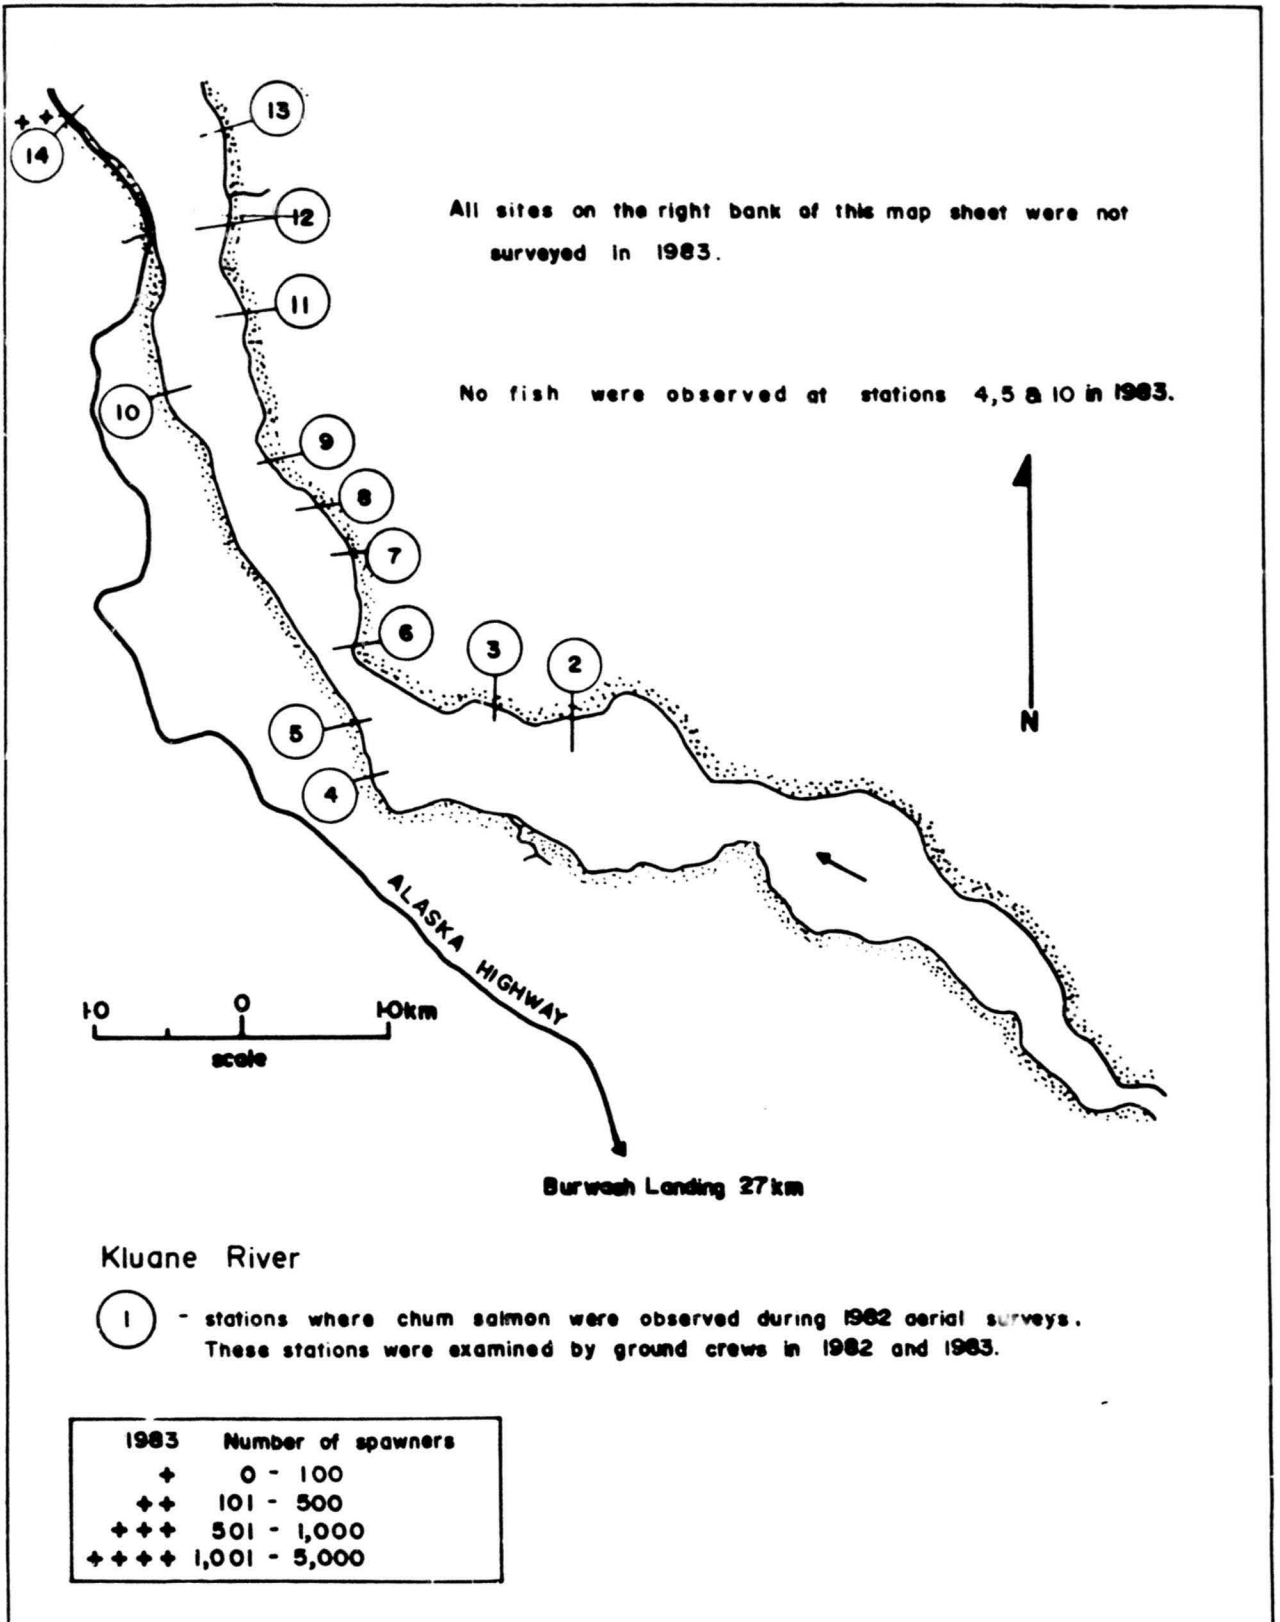 13
14
12
All sites on the right bank of this map sheet were not
surveyed in 1983.
11
No fish were observed at stations 4,5 & 10 in 1983.
10
9
8
7
6
3
2
N
5
4
ALASKA HIGHWAY
1·0 0 1·0km
scale
Burwash Landing 27km
Kluane River
1 - stations where chum salmon were observed during 1982 aerial surveys.
These stations were examined by ground crews in 1982 and 1983.
1983 Number of spawners
+ 0 - 100
++ 101 - 500
+++ 501 - 1,000
++++ 1,001 - 5,000